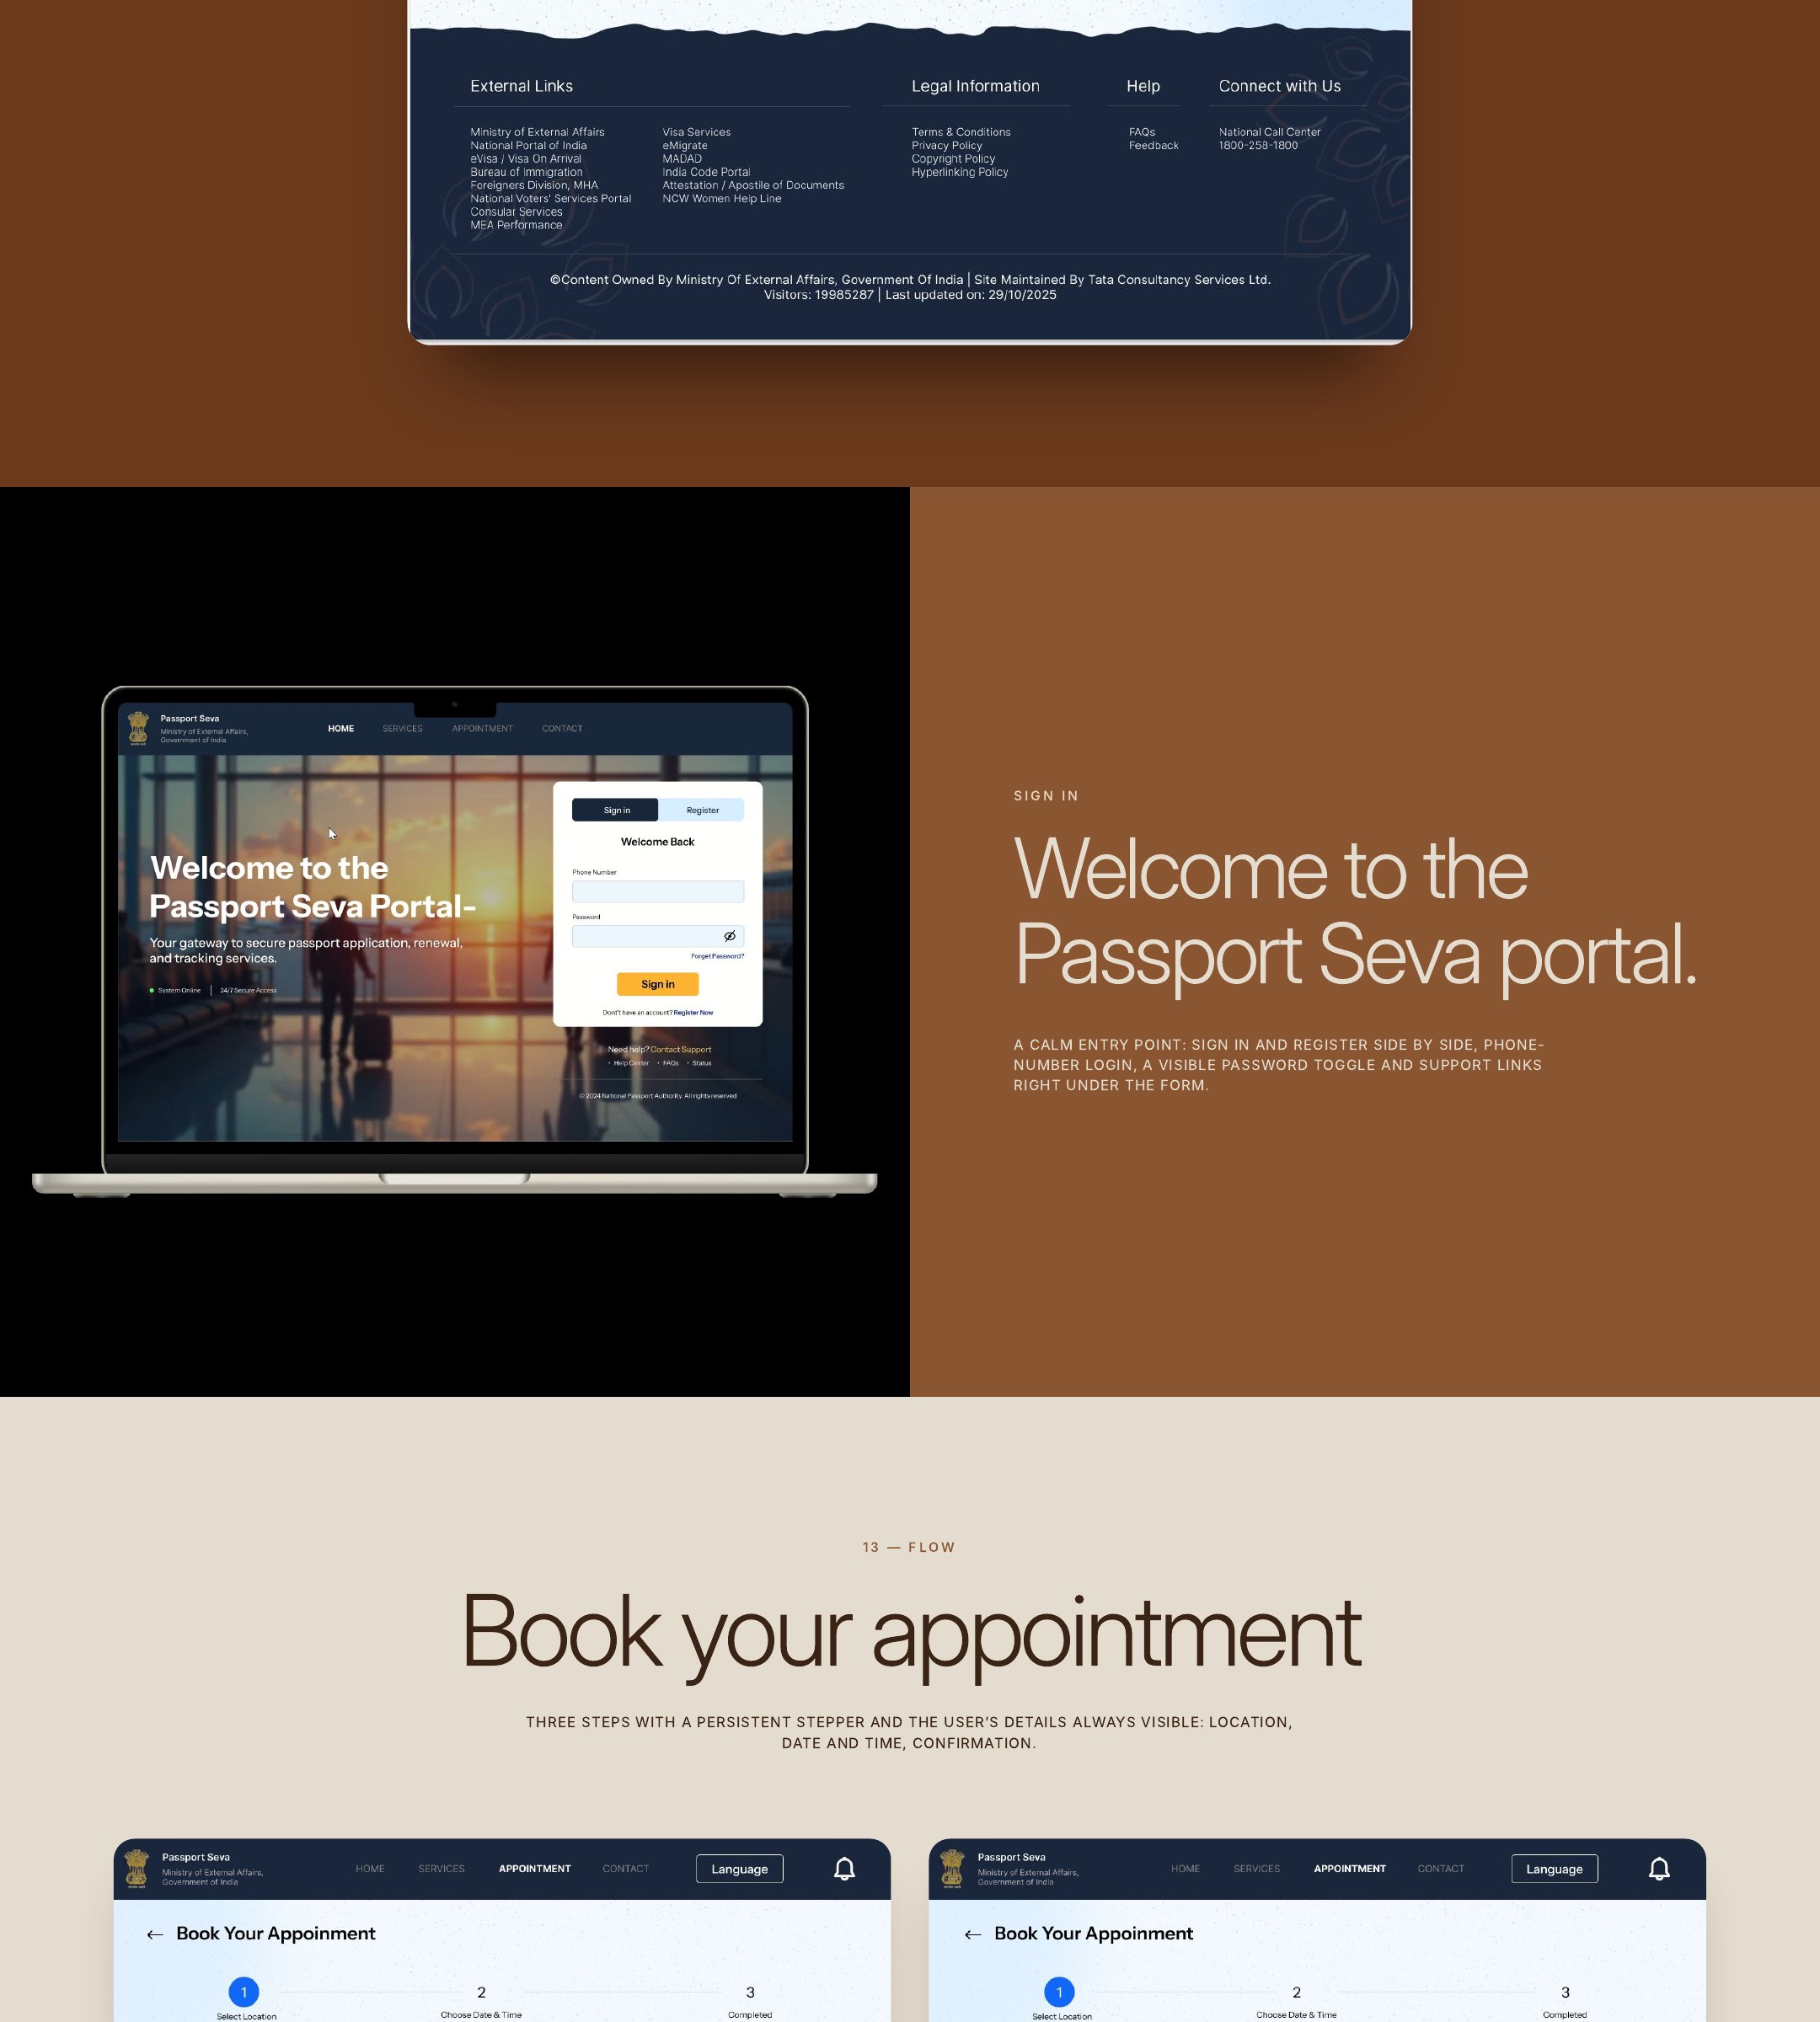 External Links
Ministry of External Affairs
National Portal of India
eVisa / Visa On Arrival
Bureau of Immigration
Foreigners Division, MHA
National Voters' Services Portal
Consular Services
MEA Performance
Visa Services
eMigrate
MADAD
India Code Portal
Attestation / Apostile of Documents
NCW Women Help Line
Legal Information
Terms & Conditions
Privacy Policy
Copyright Policy
Hyperlinking Policy
Help
FAQs
Feedback
Connect with Us
National Call Center
1800-258-1800
©Content Owned By Ministry Of External Affairs, Government Of India | Site Maintained By Tata Consultancy Services Ltd.
Visitors: 19985287 | Last updated on: 29/10/2025
Passport Seva
Ministry of External Affairs,
Government of India
HOME SERVICES APPOINTMENT CONTACT
Welcome to the
Passport Seva Portal-
Your gateway to secure passport application, renewal,
and tracking services.
System Online | 24/7 Secure Access
Sign in Register
Welcome Back
Phone Number
Password
Forget Password?
Sign in
Dont't have an account? Register Now
Need help? Contact Support
• Help Center • FAQs • Status
© 2024 National Passport Authority. All rights reserved
SIGN IN
Welcome to the
Passport Seva portal.
A CALM ENTRY POINT: SIGN IN AND REGISTER SIDE BY SIDE, PHONE-
NUMBER LOGIN, A VISIBLE PASSWORD TOGGLE AND SUPPORT LINKS
RIGHT UNDER THE FORM.
13 — FLOW
Book your appointment
THREE STEPS WITH A PERSISTENT STEPPER AND THE USER’S DETAILS ALWAYS VISIBLE: LOCATION,
DATE AND TIME, CONFIRMATION.
Passport Seva
Ministry of External Affairs,
Government of India
HOME SERVICES APPOINTMENT CONTACT Language
Book Your Appoinment
1 2 3
Select Location Choose Date & Time Completed
Passport Seva
Ministry of External Affairs,
Government of India
HOME SERVICES APPOINTMENT CONTACT Language
Book Your Appoinment
1 2 3
Select Location Choose Date & Time Completed